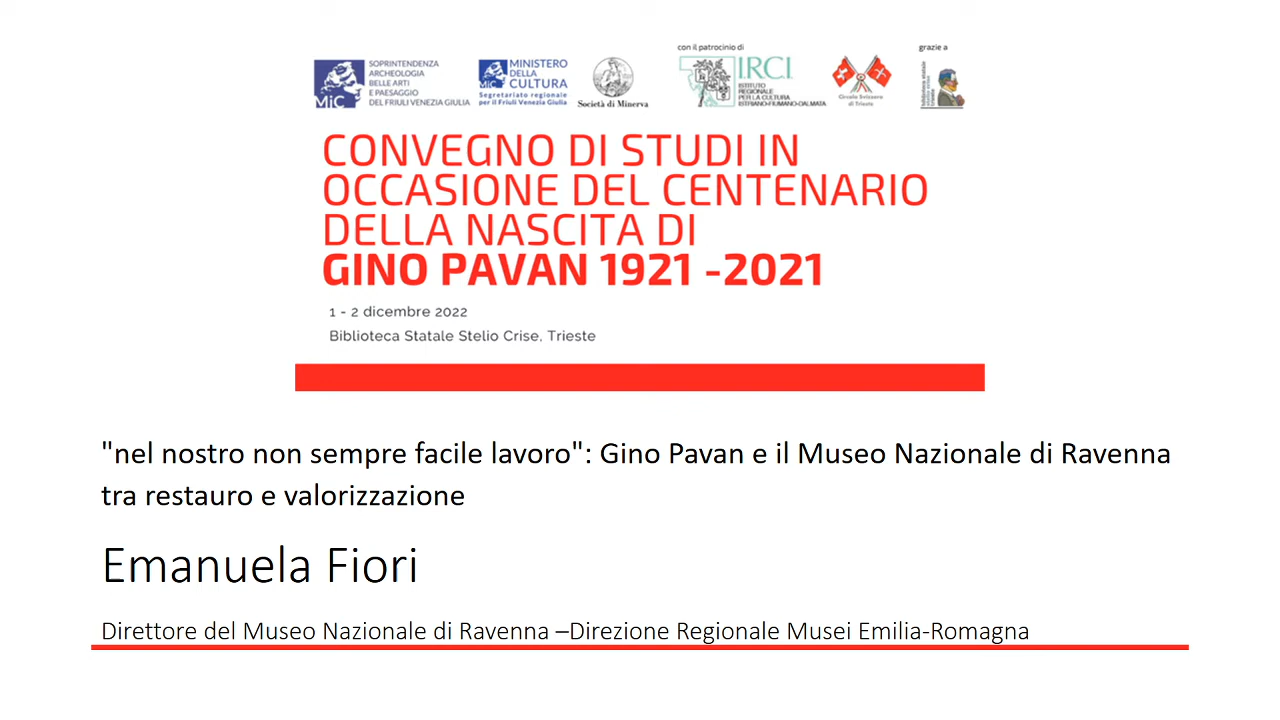 con il patrocinio di
grazie a
SOPRINTENDENZA
ARCHEOLOGIA
BELLE ARTI
E PAESAGGIO
DEL FRIULI VENEZIA GIULIA
MiC
MINISTERO
DELLA
CULTURA
MiC
Segretariato regionale
per il Friuli Venezia Giulia
Società di Minerva
I.R.C.I.
ISTITUTO
REGIONALE
PER LA CULTURA
ISTRIANO-FIUMANO-DALMATA
Circolo Svizzero
di Trieste
CONVEGNO DI STUDI IN
OCCASIONE DEL CENTENARIO
DELLA NASCITA DI
GINO PAVAN 1921 -2021
1 - 2 dicembre 2022
Biblioteca Statale Stelio Crise, Trieste
"nel nostro non sempre facile lavoro": Gino Pavan e il Museo Nazionale di Ravenna
tra restauro e valorizzazione
Emanuela Fiori
Direttore del Museo Nazionale di Ravenna –Direzione Regionale Musei Emilia-Romagna